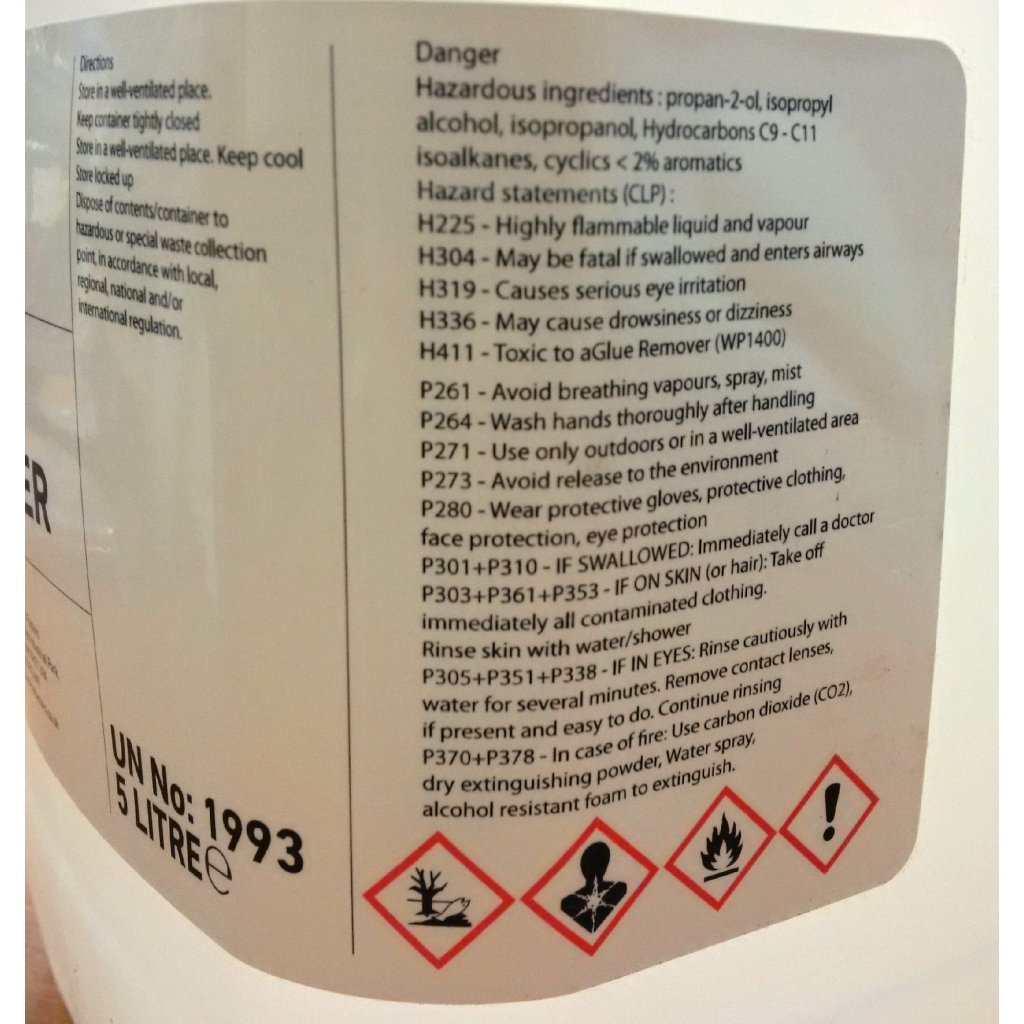 Directions
Store in a well-ventilated place.
Keep container tightly closed
Store in a well-ventilated place. Keep cool
Store locked up
Dispose of contents/container to
hazardous or special waste collection
point, in accordance with local,
regional, national and/or
international regulation.
ER
UN No: 1993
5 LITRE℮
Danger
Hazardous ingredients : propan-2-ol, isopropyl
alcohol, isopropanol, Hydrocarbons C9 - C11
isoalkanes, cyclics < 2% aromatics
Hazard statements (CLP) :
H225 - Highly flammable liquid and vapour
H304 - May be fatal if swallowed and enters airways
H319 - Causes serious eye irritation
H336 - May cause drowsiness or dizziness
H411 - Toxic to aGlue Remover (WP1400)
P261 - Avoid breathing vapours, spray, mist
P264 - Wash hands thoroughly after handling
P271 - Use only outdoors or in a well-ventilated area
P273 - Avoid release to the environment
P280 - Wear protective gloves, protective clothing,
face protection, eye protection
P301+P310 - IF SWALLOWED: Immediately call a doctor
P303+P361+P353 - IF ON SKIN (or hair): Take off
immediately all contaminated clothing.
Rinse skin with water/shower
P305+P351+P338 - IF IN EYES: Rinse cautiously with
water for several minutes. Remove contact lenses,
if present and easy to do. Continue rinsing
P370+P378 - In case of fire: Use carbon dioxide (CO2),
dry extinguishing powder, Water spray,
alcohol resistant foam to extinguish.